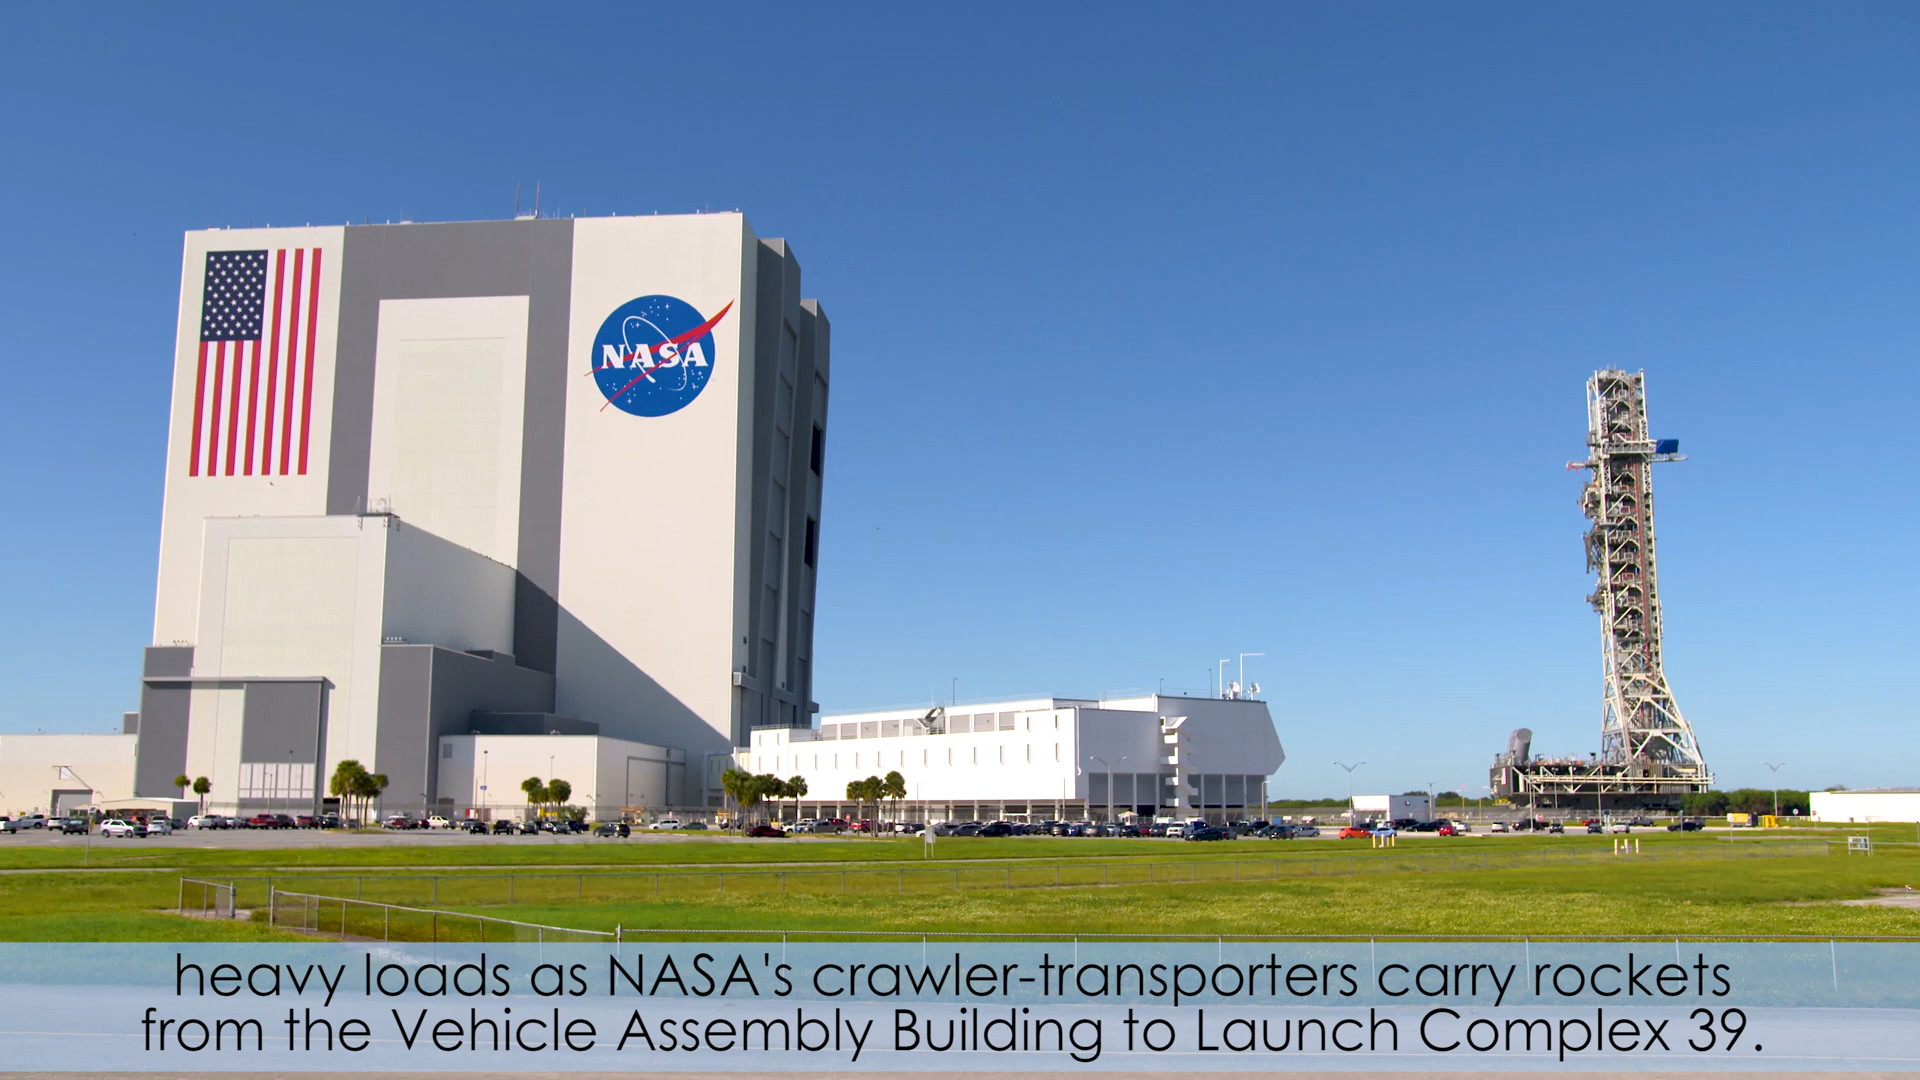 NASA
heavy loads as NASA's crawler-transporters carry rockets
from the Vehicle Assembly Building to Launch Complex 39.